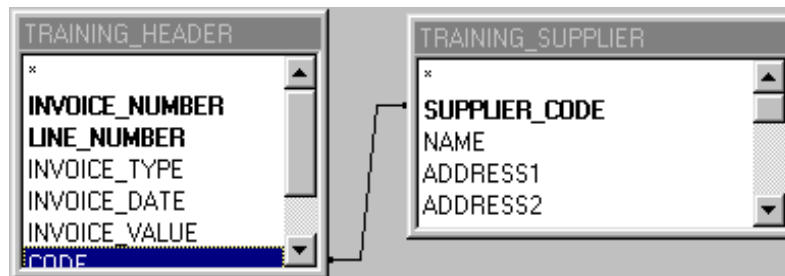 TRAINING_HEADER
*
INVOICE_NUMBER
LINE_NUMBER
INVOICE_TYPE
INVOICE_DATE
INVOICE_VALUE
CODE
TRAINING_SUPPLIER
*
SUPPLIER_CODE
NAME
ADDRESS1
ADDRESS2